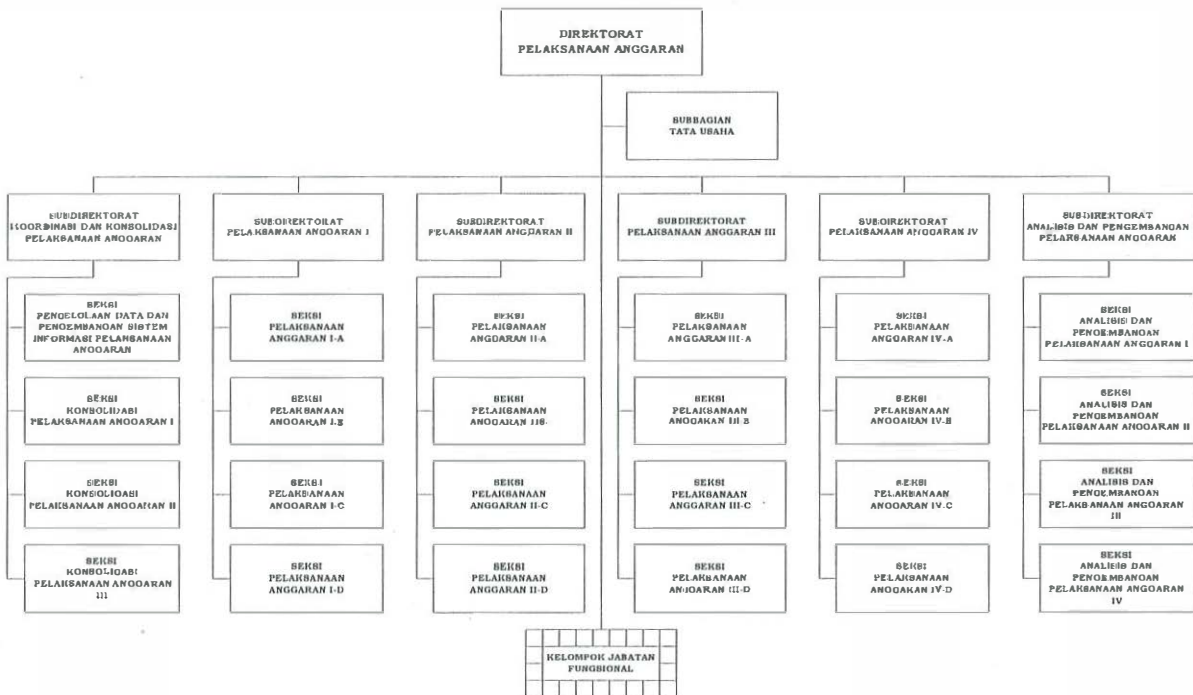 DIREKTORAT
PELAKSANAAN ANGGARAN
SUBBAGIAN
TATA USAHA
SUBDIREKTORAT
KOORDINASI DAN KONSOLIDASI
PELAKSANAAN ANGGARAN
SUBDIREKTORAT
PELAKSANAAN ANGGARAN I
SUBDIREKTORAT
PELAKSANAAN ANGGARAN II
SUBDIREKTORAT
PELAKSANAAN ANGGARAN III
SUBDIREKTORAT
PELAKSANAAN ANGGARAN IV
SUBDIREKTORAT
ANALISIS DAN PENGEMBANGAN
PELAKSANAAN ANGGARAN
SEKSI
PENGELOLAAN DATA DAN
PENGEMBANGAN SISTEM
INFORMASI PELAKSANAAN
ANGGARAN
SEKSI
KONSOLIDASI
PELAKSANAAN ANGGARAN I
SEKSI
KONSOLIDASI
PELAKSANAAN ANGGARAN II
SEKSI
KONSOLIDASI
PELAKSANAAN ANGGARAN
III
SEKSI
PELAKSANAAN
ANGGARAN I-A
SEKSI
PELAKSANAAN
ANGGARAN I-B
SEKSI
PELAKSANAAN
ANGGARAN I-C
SEKSI
PELAKSANAAN
ANGGARAN I-D
SEKSI
PELAKSANAAN
ANGGARAN II-A
SEKSI
PELAKSANAAN
ANGGARAN IIB-
SEKSI
PELAKSANAAN
ANGGARAN II-C
SEKSI
PELAKSANAAN
ANGGARAN II-D
SEKSI
PELAKSANAAN
ANGGARAN III-A
SEKSI
PELAKSANAAN
ANGGARAN III-B
SEKSI
PELAKSANAAN
ANGGARAN III-C
SEKSI
PELAKSANAAN
ANGGARAN III-D
SEKSI
PELAKSANAAN
ANGGARAN IV-A
SEKSI
PELAKSANAAN
ANGGARAN IV-B
SEKSI
PELAKSANAAN
ANGGARAN IV-C
SEKSI
PELAKSANAAN
ANGGARAN IV-D
SEKSI
ANALISIS DAN
PENGEMBANGAN
PELAKSANAAN ANGGARAN I
SEKSI
ANALISIS DAN
PENGEMBANGAN
PELAKSANAAN ANGGARAN II
SEKSI
ANALISIS DAN
PENGEMBANGAN
PELAKSANAAN ANGGARAN
III
SEKSI
ANALISIS DAN
PENGEMBANGAN
PELAKSANAAN ANGGARAN
IV
KELOMPOK JABATAN
FUNGSIONAL